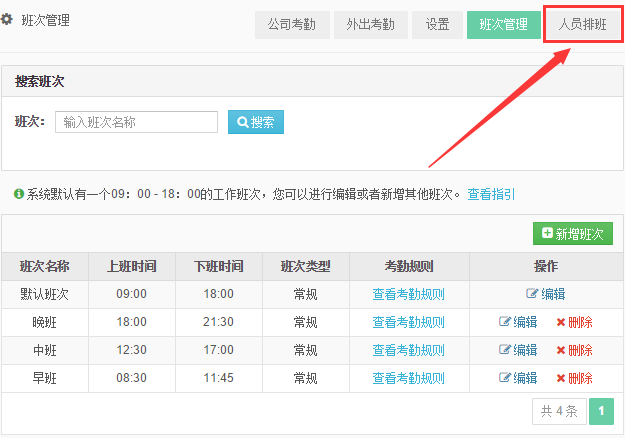 班次管理 公司考勤 外出考勤 设置 班次管理 人员排班
搜索班次
班次： 输入班次名称 搜索
系统默认有一个09：00 - 18：00的工作班次，您可以进行编辑或者新增其他班次。 查看指引
新增班次
班次名称 上班时间 下班时间 班次类型 考勤规则 操作
默认班次 09:00 18:00 常规 查看考勤规则 编辑
晚班 18:00 21:30 常规 查看考勤规则 编辑 删除
中班 12:30 17:00 常规 查看考勤规则 编辑 删除
早班 08:30 11:45 常规 查看考勤规则 编辑 删除
共 4 条 1